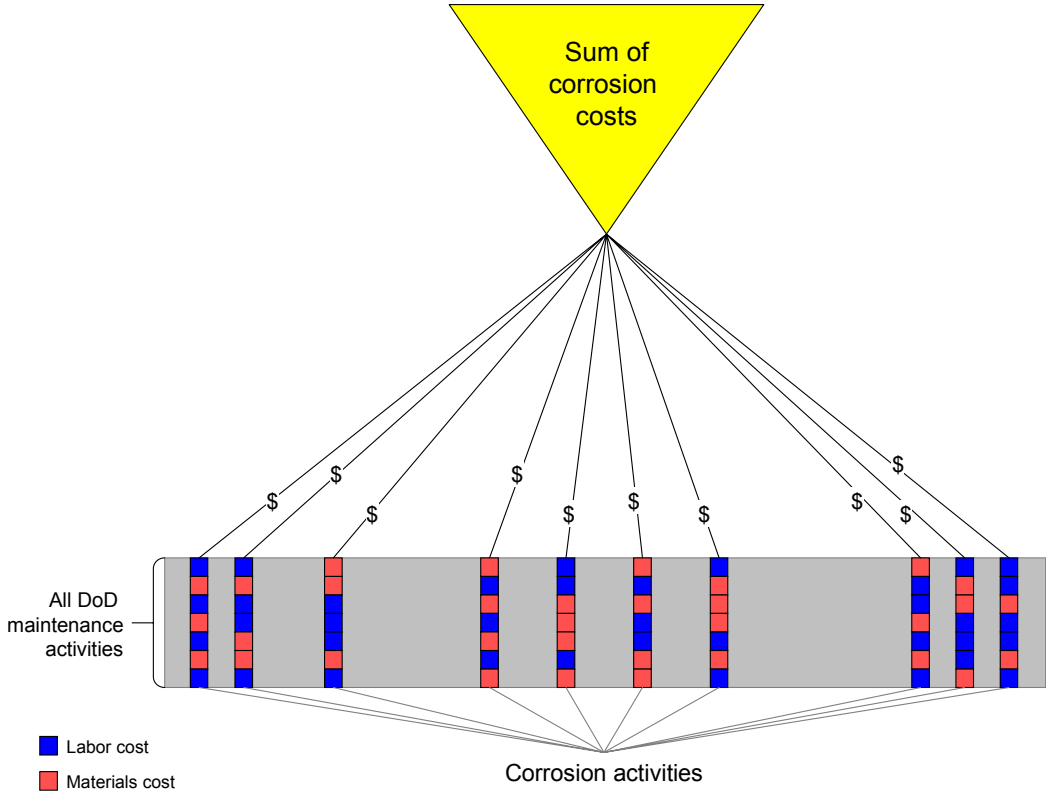 Sum of
corrosion
costs
$
$
$
$
$
$
$
$
$
$
All DoD
maintenance
activities
Labor cost
Materials cost
Corrosion activities